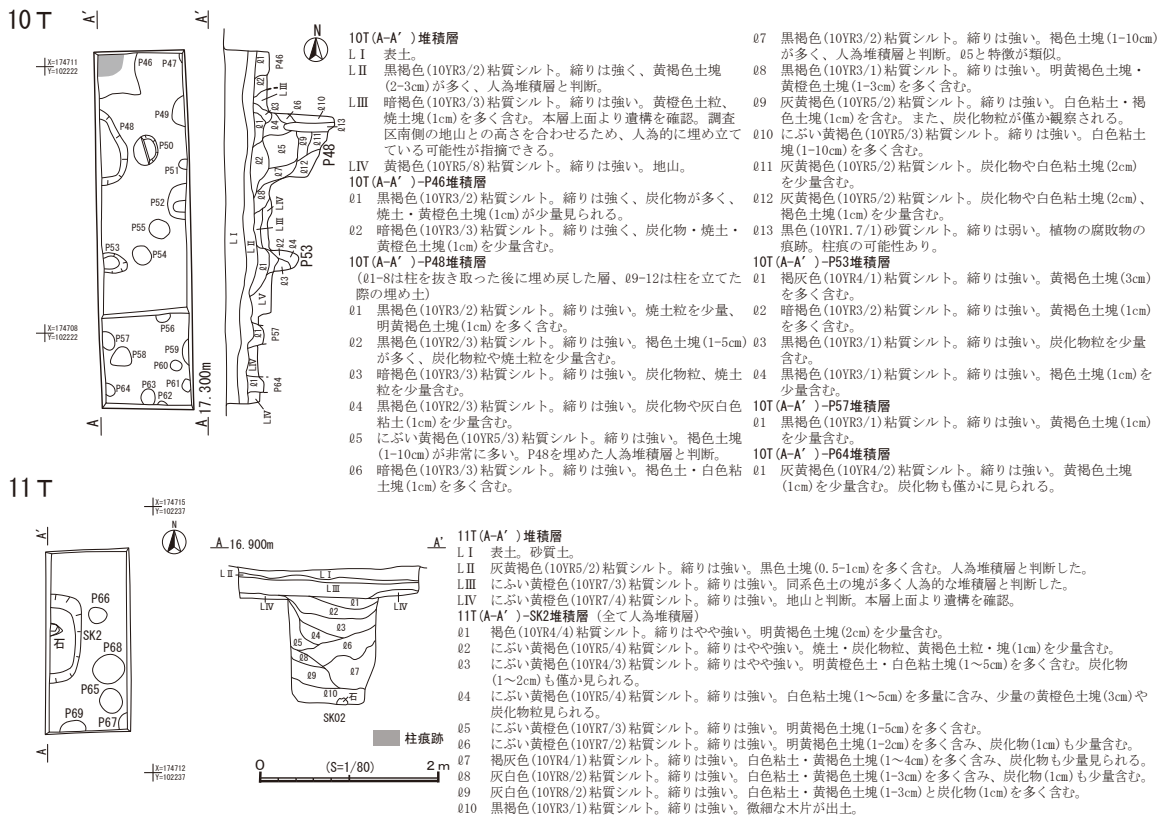 10T
A′
A′
X=174711
Y=102222
P46
P47
P49
P48
P50
P51
P52
P55
P54
P53
X=174708
Y=102222
P56
P57
P58
P59
P60
P64
P63
P61
P62
A
A
17.300m
N
P46
P48
P53
P57
P64
LⅠ
LⅡ
LⅢ
LⅣ
LⅤ
10T(A-A′)堆積層
LⅠ 表土。
LⅡ 黒褐色(10YR3/2)粘質シルト。締りは強く、黄褐色土塊
(2-3cm)が多く、人為堆積層と判断。
LⅢ 暗褐色(10YR3/3)粘質シルト。締りは強い。黄橙色土粒、
焼土塊(1cm)を多く含む。本層上面より遺構を確認。調査
区南側の地山との高さを合わせるため、人為的に埋め立て
ている可能性が指摘できる。
LⅣ 黄褐色(10YR5/8)粘質シルト。締りは強い。地山。
10T(A-A′)-P46堆積層
ℓ1 黒褐色(10YR3/2)粘質シルト。締りは強く、炭化物が多く、
焼土・黄橙色土塊(1cm)が少量見られる。
ℓ2 暗褐色(10YR3/3)粘質シルト。締りは強く、炭化物・焼土・
黄橙色土塊(1cm)を少量含む。
10T(A-A′)-P48堆積層
(ℓ1-8は柱を抜き取った後に埋め戻した層、ℓ9-12は柱を立てた
際の埋め土)
ℓ1 黒褐色(10YR3/2)粘質シルト。締りは強い。焼土粒を少量、
明黄褐色土塊(1cm)を多く含む。
ℓ2 黒褐色(10YR2/3)粘質シルト。締りは強い。褐色土塊(1-5cm)
が多く、炭化物粒や焼土粒を少量含む。
ℓ3 暗褐色(10YR3/3)粘質シルト。締りは強い。炭化物粒、焼土
粒を少量含む。
ℓ4 黒褐色(10YR2/3)粘質シルト。締りは強い。炭化物や灰白色
粘土(1cm)を少量含む。
ℓ5 にぶい黄褐色(10YR5/3)粘質シルト。締りは強い。褐色土塊
(1-10cm)が非常に多い。P48を埋めた人為堆積層と判断。
ℓ6 暗褐色(10YR3/3)粘質シルト。締りは強い。褐色土・白色粘
土塊(1cm)を多く含む。
ℓ7 黒褐色(10YR3/2)粘質シルト。締りは強い。褐色土塊(1-10cm)
が多く、人為堆積層と判断。ℓ5と特徴が類似。
ℓ8 黒褐色(10YR3/1)粘質シルト。締りは強い。明黄褐色土塊・
黄橙色土塊(1-3cm)を多く含む。
ℓ9 灰黄褐色(10YR5/2)粘質シルト。締りは強い。白色粘土・褐
色土塊(1cm)を含む。また、炭化物粒が僅か観察される。
ℓ10 にぶい黄褐色(10YR5/3)粘質シルト。締りは強い。白色粘土
塊(1-10cm)を多く含む。
ℓ11 灰黄褐色(10YR5/2)粘質シルト。炭化物や白色粘土塊(2cm)
を少量含む。
ℓ12 灰黄褐色(10YR5/2)粘質シルト。炭化物や白色粘土塊(2cm)、
褐色土塊(1cm)を少量含む。
ℓ13 黒色(10YR1.7/1)砂質シルト。締りは弱い。植物の腐敗物の
痕跡。柱痕の可能性あり。
10T(A-A′)-P53堆積層
ℓ1 褐灰色(10YR4/1)粘質シルト。締りは強い。黄褐色土塊(3cm)
を多く含む。
ℓ2 暗褐色(10YR3/2)粘質シルト。締りは強い。黄褐色土塊(1cm)
を多く含む。
ℓ3 黒褐色(10YR3/1)粘質シルト。締りは強い。炭化物粒を少量
含む。
ℓ4 黒褐色(10YR3/1)粘質シルト。締りは強い。褐色土塊(1cm)を
少量含む。
10T(A-A′)-P57堆積層
ℓ1 黒褐色(10YR3/1)粘質シルト。締りは強い。黄褐色土塊(1cm)
を少量含む。
10T(A-A′)-P64堆積層
ℓ1 灰黄褐色(10YR4/2)粘質シルト。締りは強い。黄褐色土塊
(1cm)を少量含む。炭化物も僅かに見られる。
11T
A′
X=174715
Y=102237
N
P66
SK2
石
P68
P65
P67
P69
A
X=174712
Y=102237
A 16.900m
A′
LⅠ
LⅡ
LⅢ
LⅣ
LⅣ
ℓ1
ℓ2
ℓ3
ℓ4
ℓ5
ℓ6
ℓ7
ℓ8
ℓ9
ℓ10
石
SK02
柱痕跡
0 (S=1/80) 2m
11T(A-A′)堆積層
LⅠ 表土。砂質土。
LⅡ 灰黄褐色(10YR5/2)粘質シルト。締りは強い。黒色土塊(0.5-1cm)を多く含む。人為堆積層と判断した。
LⅢ にふい黄橙色(10YR7/3)粘質シルト。締りは強い。同系色土の塊が多く人為的な堆積層と判断した。
LⅣ にぶい黄橙色(10YR7/4)粘質シルト。締りは強い。地山と判断。本層上面より遺構を確認。
11T(A-A′)-SK2堆積層(全て人為堆積層)
ℓ1 褐色(10YR4/4)粘質シルト。締りはやや強い。明黄褐色土塊(2cm)を少量含む。
ℓ2 にぶい黄褐色(10YR5/4)粘質シルト。締りはやや強い。焼土・炭化物粒、黄褐色土粒・塊(1cm)を少量含む。
ℓ3 にぶい黄褐色(10YR4/3)粘質シルト。締りはやや強い。明黄橙色土・白色粘土塊(1～5cm)を多く含む。炭化物
(1～2cm)も僅か見られる。
ℓ4 にぶい黄褐色(10YR5/4)粘質シルト。締りは強い。白色粘土塊(1～5cm)を多量に含み、少量の黄橙色土塊(3cm)や
炭化物粒見られる。
ℓ5 にぶい黄橙色(10YR7/3)粘質シルト。締りは強い。明黄褐色土塊(1-5cm)を多く含む。
ℓ6 にぶい黄橙色(10YR7/2)粘質シルト。締りは強い。明黄褐色土塊(1-2cm)を多く含み、炭化物(1cm)も少量含む。
ℓ7 褐灰色(10YR4/1)粘質シルト。締りは強い。白色粘土・黄褐色土塊(1～4cm)を多く含み、炭化物も少量見られる。
ℓ8 灰白色(10YR8/2)粘質シルト。締りは強い。白色粘土・黄褐色土塊(1-3cm)を多く含み、炭化物(1cm)も少量含む。
ℓ9 灰白色(10YR8/2)粘質シルト。締りは強い。白色粘土・黄褐色土塊(1-3cm)と炭化物(1cm)を多く含む。
ℓ10 黒褐色(10YR3/1)粘質シルト。締りは強い。微細な木片が出土。